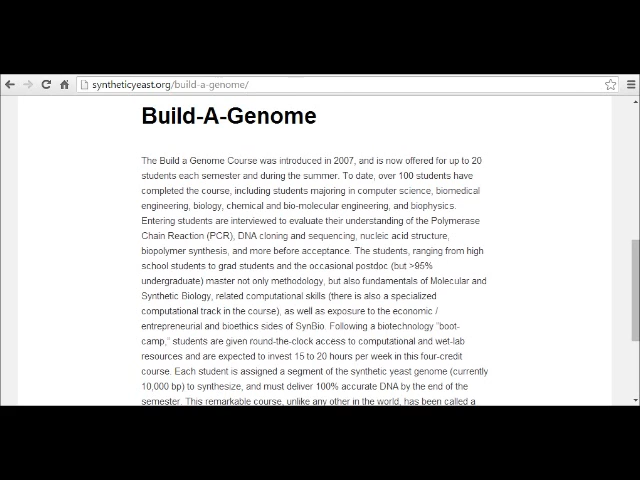 syntheticyeast.org/build-a-genome/
Build-A-Genome
The Build a Genome Course was introduced in 2007, and is now offered for up to 20
students each semester and during the summer. To date, over 100 students have
completed the course, including students majoring in computer science, biomedical
engineering, biology, chemical and bio-molecular engineering, and biophysics.
Entering students are interviewed to evaluate their understanding of the Polymerase
Chain Reaction (PCR), DNA cloning and sequencing, nucleic acid structure,
biopolymer synthesis, and more before acceptance. The students, ranging from high
school students to grad students and the occasional postdoc (but >95%
undergraduate) master not only methodology, but also fundamentals of Molecular and
Synthetic Biology, related computational skills (there is also a specialized
computational track in the course), as well as exposure to the economic /
entrepreneurial and bioethics sides of SynBio. Following a biotechnology "boot-
camp," students are given round-the-clock access to computational and wet-lab
resources and are expected to invest 15 to 20 hours per week in this four-credit
course. Each student is assigned a segment of the synthetic yeast genome (currently
10,000 bp) to synthesize, and must deliver 100% accurate DNA by the end of the
semester. This remarkable course, unlike any other in the world, has been called a